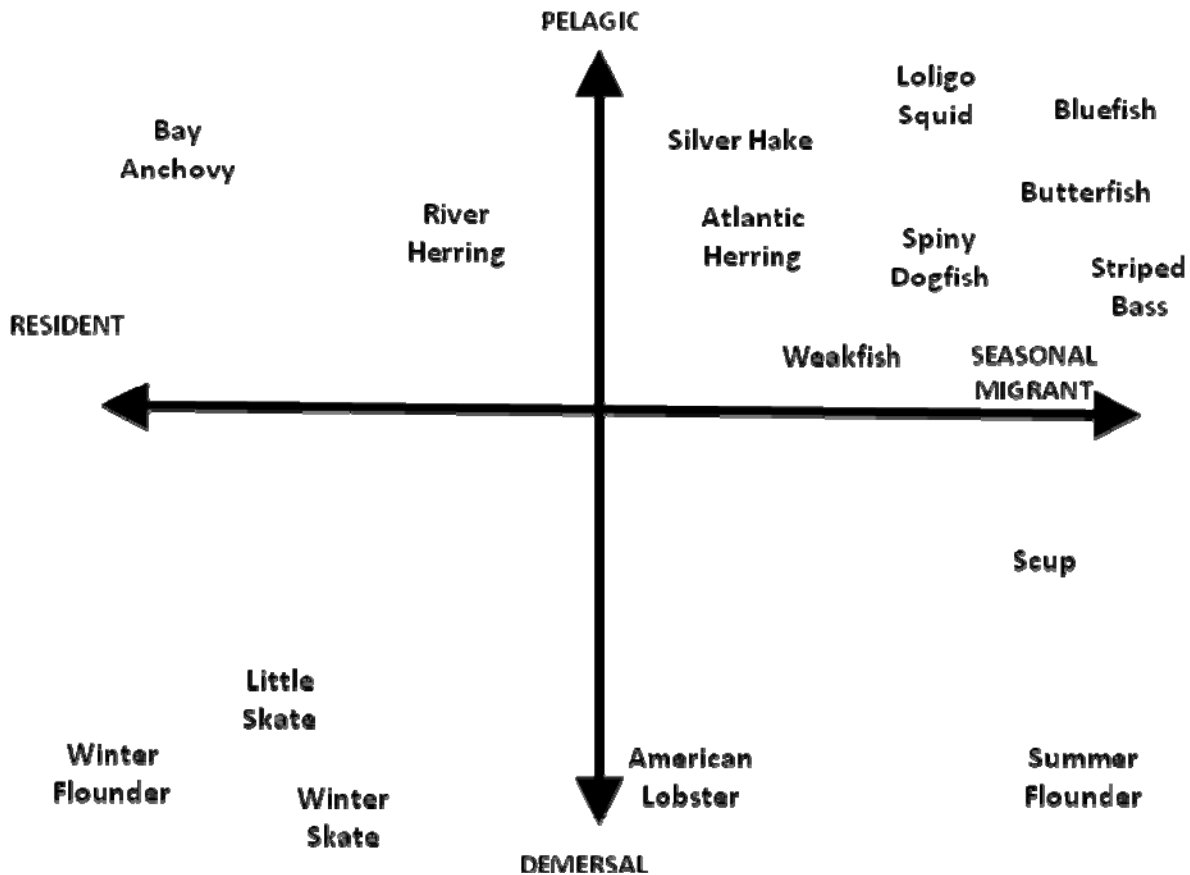 PELAGIC
Loligo
Squid
Bluefish
Bay
Anchovy
Silver Hake
Butterfish
River
Herring
Atlantic
Herring
Spiny
Dogfish
Striped
Bass
RESIDENT
Weakfish
SEASONAL
MIGRANT
Scup
Little
Skate
Winter
Flounder
Winter
Skate
American
Lobster
Summer
Flounder
DEMERSAL